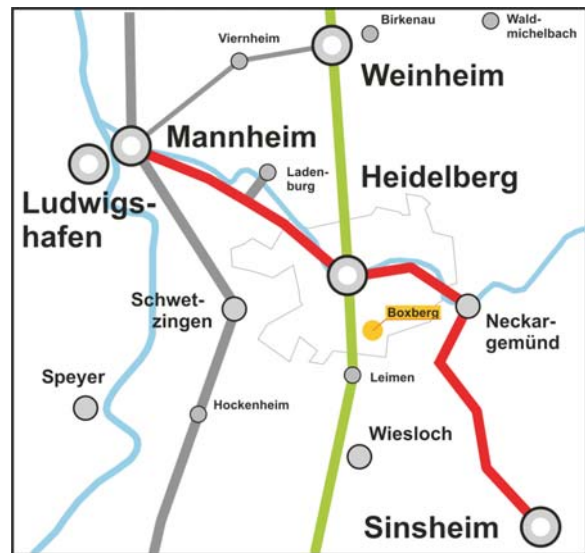 Birkenau
Wald-
michelbach
Viernheim
Weinheim
Mannheim
Laden-
burg
Heidelberg
Ludwigs-
hafen
Schwet-
zingen
Boxberg
Neckar-
gemünd
Speyer
Leimen
Hockenheim
Wiesloch
Sinsheim